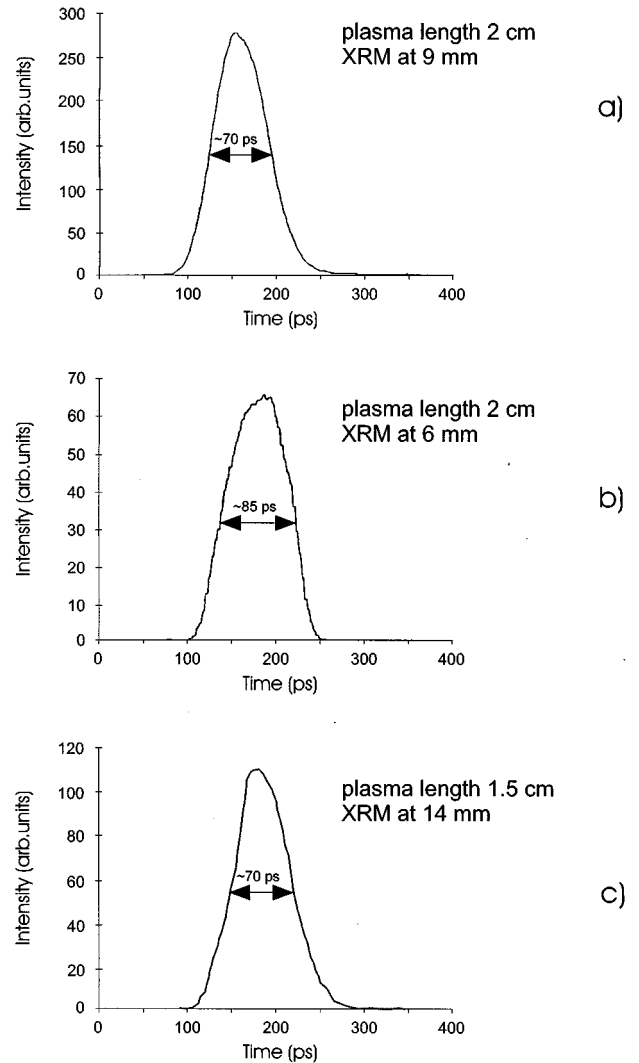 300
250
200
150
100
50
0
Intensity (arb.units)
plasma length 2 cm
XRM at 9 mm
a)
~70 ps
0 100 200 300 400
Time (ps)
70
60
50
40
30
20
10
0
Intensity (arb.units)
plasma length 2 cm
XRM at 6 mm
b)
~85 ps
0 100 200 300 400
Time (ps)
120
100
80
60
40
20
0
Intensity (arb.units)
plasma length 1.5 cm
XRM at 14 mm
c)
~70 ps
0 100 200 300 400
Time (ps)